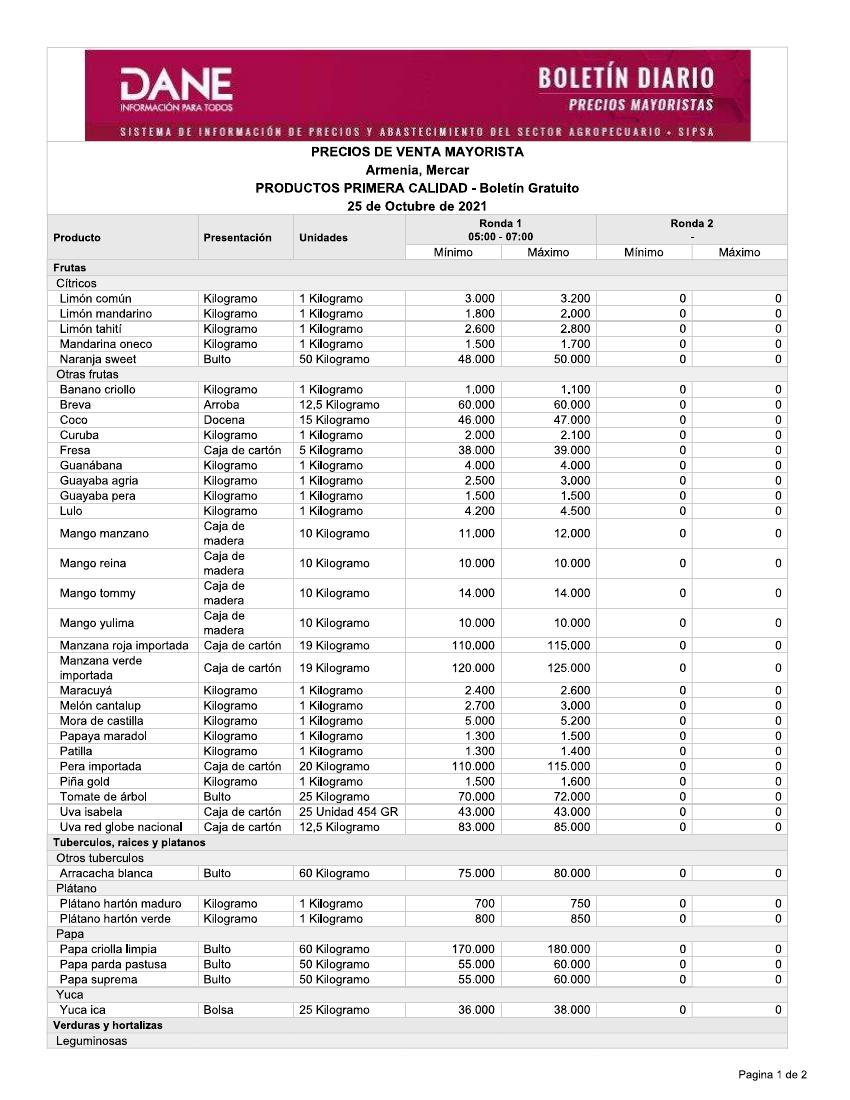 DANE
INFORMACIÓN PARA TODOS
BOLETÍN DIARIO
PRECIOS MAYORISTAS
SISTEMA DE INFORMACIÓN DE PRECIOS Y ABASTECIMIENTO DEL SECTOR AGROPECUARIO • SIPSA
PRECIOS DE VENTA MAYORISTA
Armenia, Mercar
PRODUCTOS PRIMERA CALIDAD - Boletín Gratuito
25 de Octubre de 2021
Producto Presentación Unidades Ronda 1 05:00 - 07:00 Ronda 2 -
Mínimo Máximo Mínimo Máximo
Frutas
Cítricos
Limón común Kilogramo 1 Kilogramo 3.000 3.200 0 0
Limón mandarino Kilogramo 1 Kilogramo 1.800 2.000 0 0
Limón tahití Kilogramo 1 Kilogramo 2.600 2.800 0 0
Mandarina oneco Kilogramo 1 Kilogramo 1.500 1.700 0 0
Naranja sweet Bulto 50 Kilogramo 48.000 50.000 0 0
Otras frutas
Banano criollo Kilogramo 1 Kilogramo 1.000 1.100 0 0
Breva Arroba 12,5 Kilogramo 60.000 60.000 0 0
Coco Docena 15 Kilogramo 46.000 47.000 0 0
Curuba Kilogramo 1 Kilogramo 2.000 2.100 0 0
Fresa Caja de cartón 5 Kilogramo 38.000 39.000 0 0
Guanábana Kilogramo 1 Kilogramo 4.000 4.000 0 0
Guayaba agria Kilogramo 1 Kilogramo 2.500 3.000 0 0
Guayaba pera Kilogramo 1 Kilogramo 1.500 1.500 0 0
Lulo Kilogramo 1 Kilogramo 4.200 4.500 0 0
Mango manzano Caja de madera 10 Kilogramo 11.000 12.000 0 0
Mango reina Caja de madera 10 Kilogramo 10.000 10.000 0 0
Mango tommy Caja de madera 10 Kilogramo 14.000 14.000 0 0
Mango yulima Caja de madera 10 Kilogramo 10.000 10.000 0 0
Manzana roja importada Caja de cartón 19 Kilogramo 110.000 115.000 0 0
Manzana verde importada Caja de cartón 19 Kilogramo 120.000 125.000 0 0
Maracuyá Kilogramo 1 Kilogramo 2.400 2.600 0 0
Melón cantalup Kilogramo 1 Kilogramo 2.700 3.000 0 0
Mora de castilla Kilogramo 1 Kilogramo 5.000 5.200 0 0
Papaya maradol Kilogramo 1 Kilogramo 1.300 1.500 0 0
Patilla Kilogramo 1 Kilogramo 1.300 1.400 0 0
Pera importada Caja de cartón 20 Kilogramo 110.000 115.000 0 0
Piña gold Kilogramo 1 Kilogramo 1.500 1.600 0 0
Tomate de árbol Bulto 25 Kilogramo 70.000 72.000 0 0
Uva isabela Caja de cartón 25 Unidad 454 GR 43.000 43.000 0 0
Uva red globe nacional Caja de cartón 12,5 Kilogramo 83.000 85.000 0 0
Tuberculos, raices y platanos
Otros tuberculos
Arracacha blanca Bulto 60 Kilogramo 75.000 80.000 0 0
Plátano
Plátano hartón maduro Kilogramo 1 Kilogramo 700 750 0 0
Plátano hartón verde Kilogramo 1 Kilogramo 800 850 0 0
Papa
Papa criolla limpia Bulto 60 Kilogramo 170.000 180.000 0 0
Papa parda pastusa Bulto 50 Kilogramo 55.000 60.000 0 0
Papa suprema Bulto 50 Kilogramo 55.000 60.000 0 0
Yuca
Yuca ica Bolsa 25 Kilogramo 36.000 38.000 0 0
Verduras y hortalizas
Leguminosas
Pagina 1 de 2